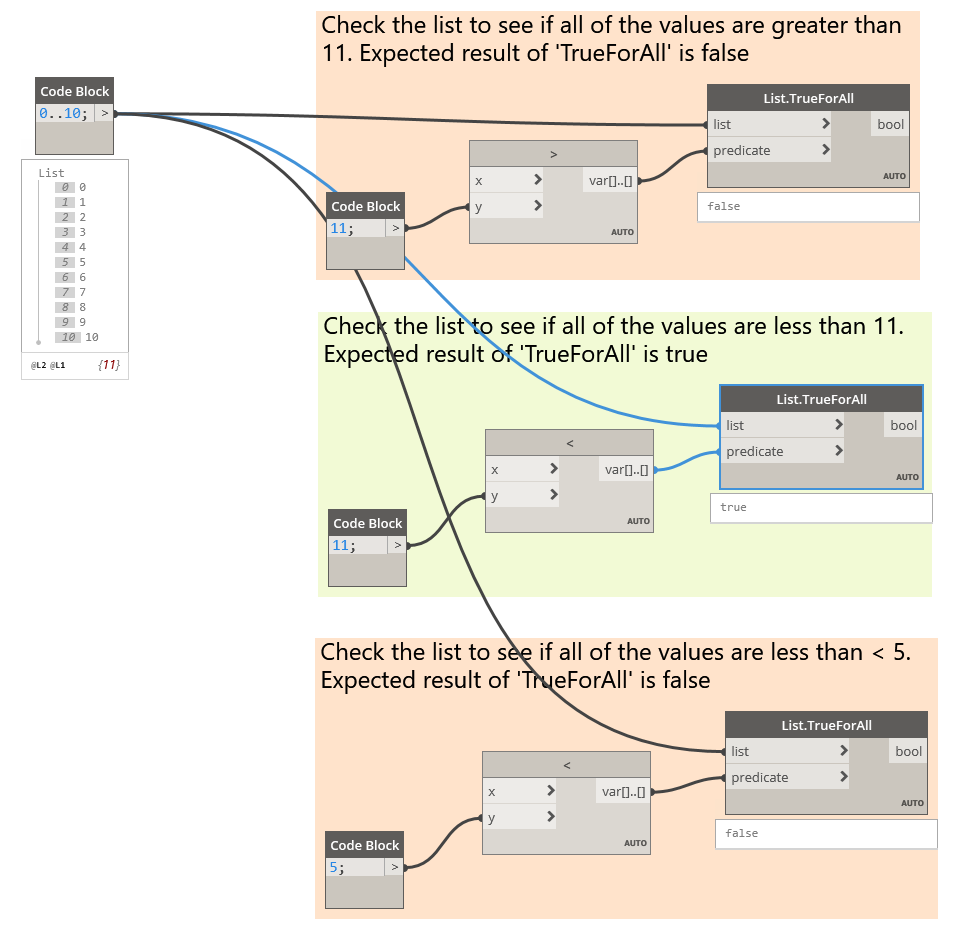 Check the list to see if all of the values are greater than
11. Expected result of 'TrueForAll' is false
Code Block
0..10; >
List
0 0
1 1
2 2
3 3
4 4
5 5
6 6
7 7
8 8
9 9
10 10
@L2 @L1 {11}
Code Block
11; >
>
x > var[]..[]
y >
AUTO
List.TrueForAll
list > bool
predicate >
AUTO
false
Check the list to see if all of the values are less than 11.
Expected result of 'TrueForAll' is true
Code Block
11; >
<
x > var[]..[]
y >
AUTO
List.TrueForAll
list > bool
predicate >
AUTO
true
Check the list to see if all of the values are less than < 5.
Expected result of 'TrueForAll' is false
Code Block
5; >
<
x > var[]..[]
y >
AUTO
List.TrueForAll
list > bool
predicate >
AUTO
false